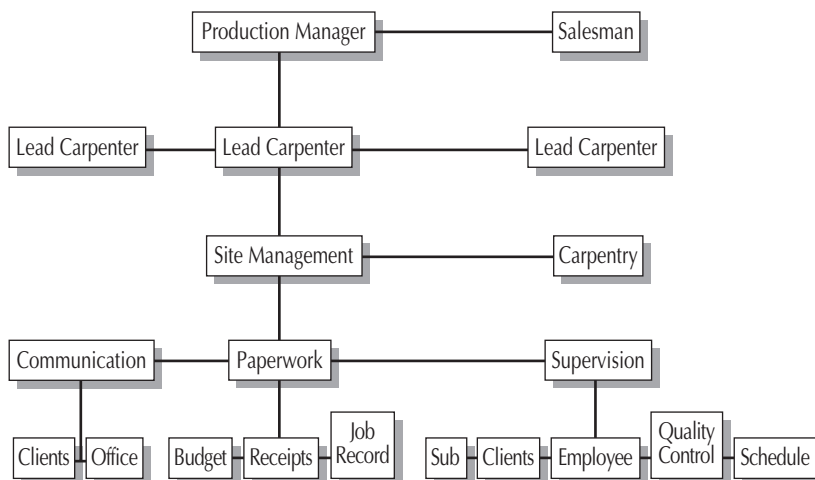 Production Manager
Salesman
Lead Carpenter
Lead Carpenter
Lead Carpenter
Site Management
Carpentry
Communication
Paperwork
Supervision
Clients
Office
Budget
Receipts
Job
Record
Sub
Clients
Employee
Quality
Control
Schedule